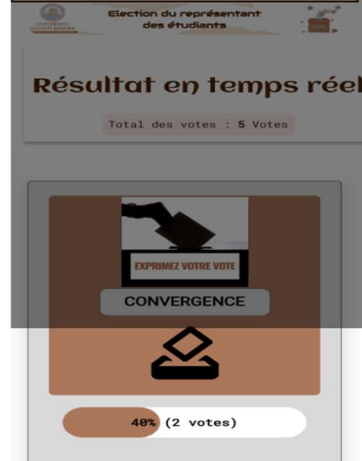 Election du représentant
des étudiants
Résultat en temps réel
Total des votes : 5 Votes
EXPRIMEZ VOTRE VOTE
CONVERGENCE
40% (2 votes)